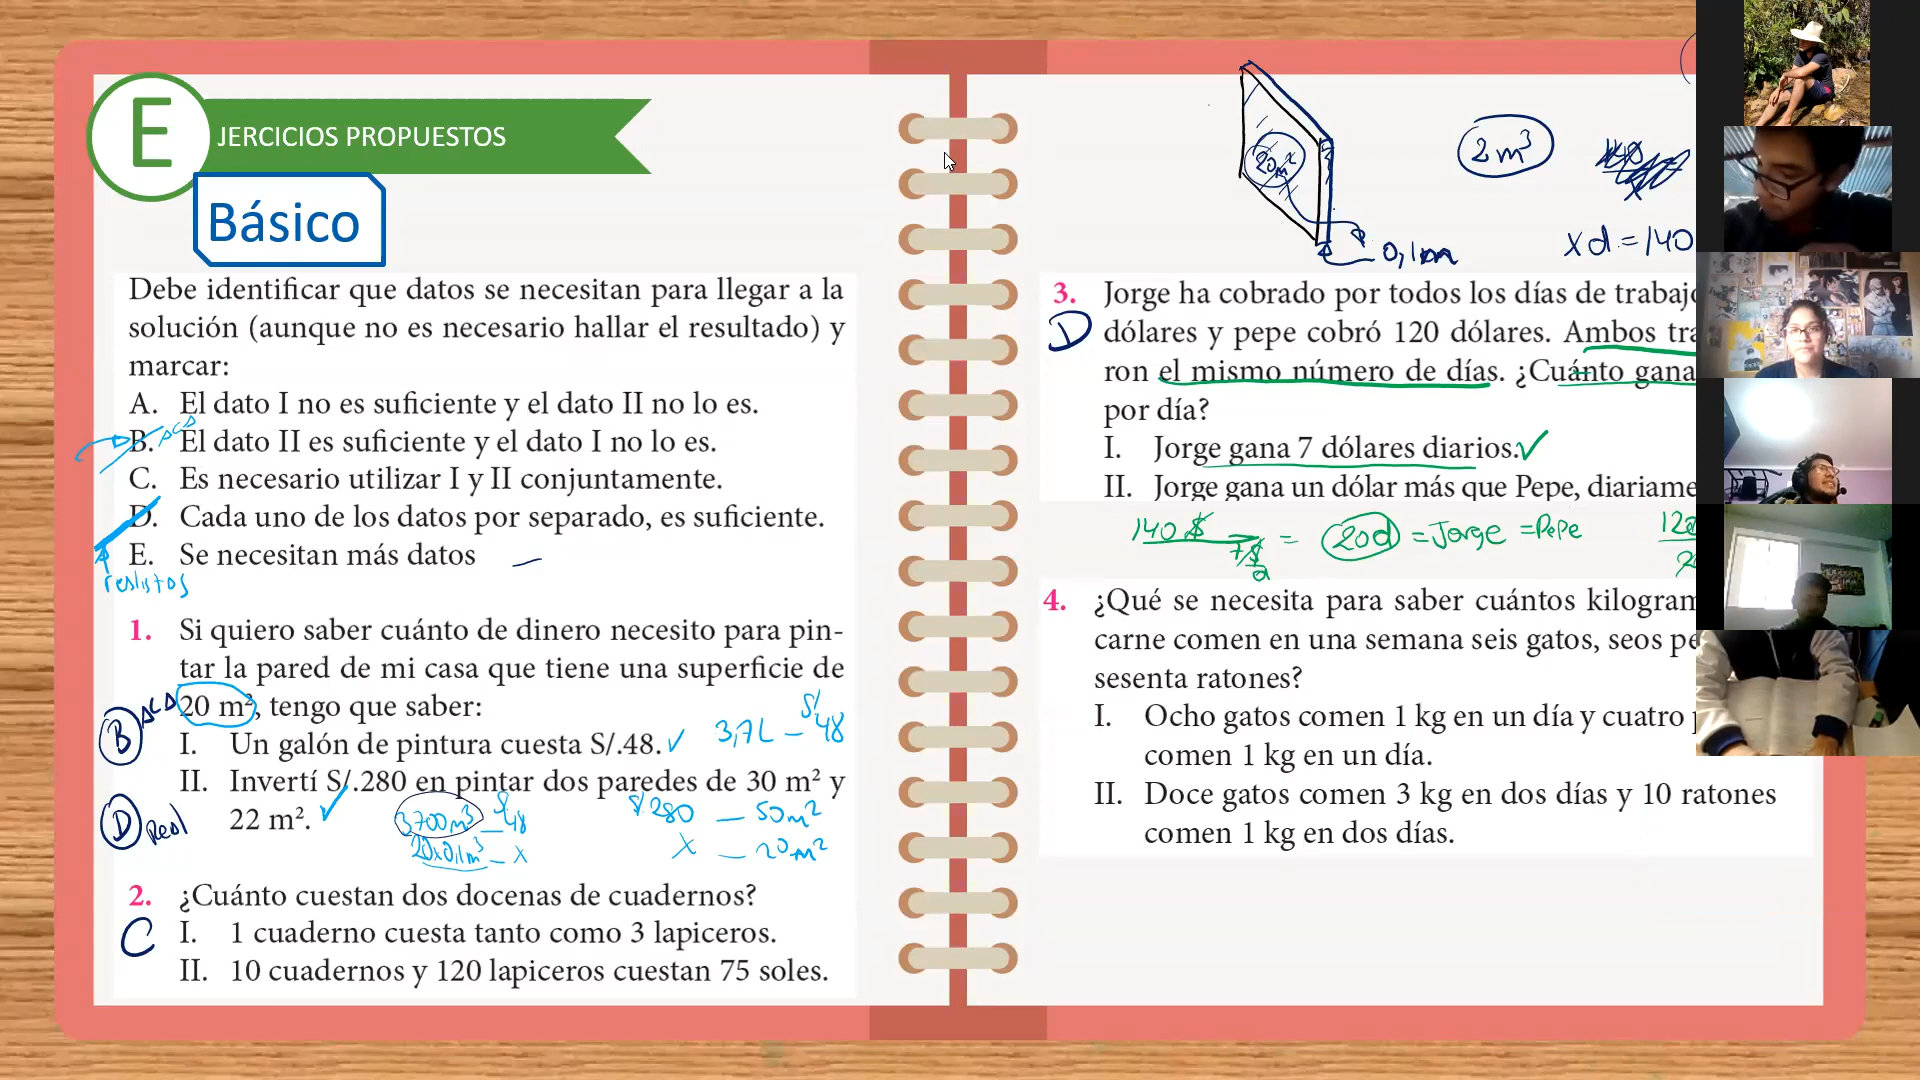 E
JERCICIOS PROPUESTOS
Básico
Debe identificar que datos se necesitan para llegar a la
solución (aunque no es necesario hallar el resultado) y
marcar:
A. El dato I no es suficiente y el dato II no lo es.
B. El dato II es suficiente y el dato I no lo es.
C. Es necesario utilizar I y II conjuntamente.
D. Cada uno de los datos por separado, es suficiente.
E. Se necesitan más datos
1. Si quiero saber cuánto de dinero necesito para pin-
tar la pared de mi casa que tiene una superficie de
B ACD 20 m², tengo que saber:
I. Un galón de pintura cuesta S/.48. ✓ 3,7L — S/ 48
II. Invertí S/.280 en pintar dos paredes de 30 m² y
D Real 22 m². ✓
3700m³ — S/. 48
20x0,1m³ — x
S/ 280 — 50m²
x — 20m²
2. ¿Cuánto cuestan dos docenas de cuadernos?
C I. 1 cuaderno cuesta tanto como 3 lapiceros.
II. 10 cuadernos y 120 lapiceros cuestan 75 soles.
20m²
0,1m
2m³
xd = 140
3. Jorge ha cobrado por todos los días de trabajo
D dólares y pepe cobró 120 dólares. Ambos tra
ron el mismo número de días. ¿Cuánto gana
por día?
I. Jorge gana 7 dólares diarios. ✓
II. Jorge gana un dólar más que Pepe, diariame
140 $ / 7 $/d = 20d = Jorge = Pepe
4. ¿Qué se necesita para saber cuántos kilogram
carne comen en una semana seis gatos, seos pe
sesenta ratones?
I. Ocho gatos comen 1 kg en un día y cuatro
comen 1 kg en un día.
II. Doce gatos comen 3 kg en dos días y 10 ratones
comen 1 kg en dos días.